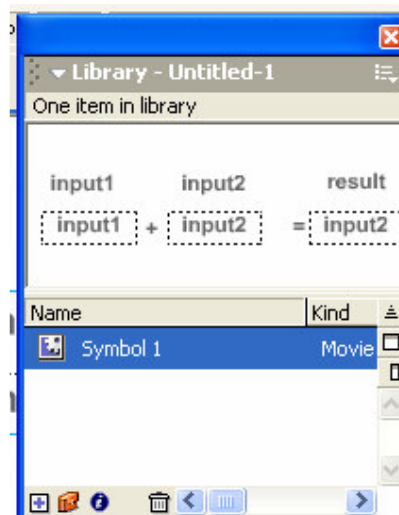 Library - Untitled-1
One item in library
input1 input2 result
input1 + input2 = input2
Name Kind
Symbol 1 Movie